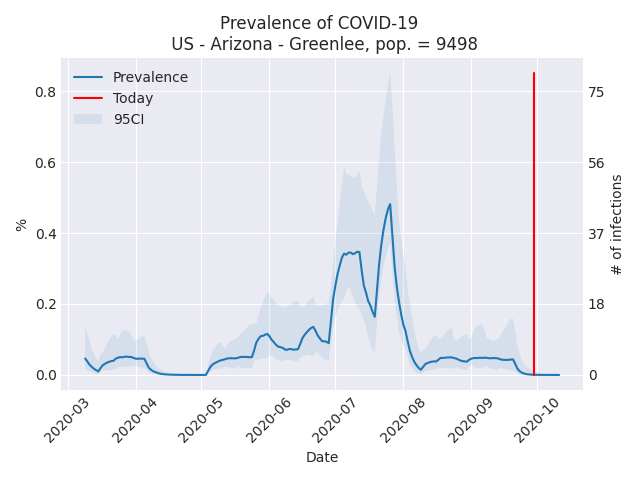 Prevalence of COVID-19
US - Arizona - Greenlee, pop. = 9498
Prevalence
Today
95CI
%
0.8
0.6
0.4
0.2
0.0
75
56
37
18
0
# of infections
2020-03
2020-04
2020-05
2020-06
2020-07
2020-08
2020-09
2020-10
Date